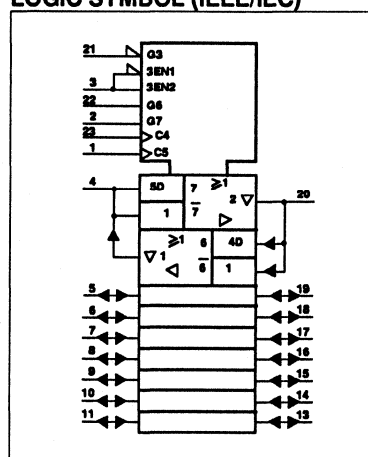 LOGIC SYMBOL (IEEE/IEC)
21 G3
3EN1
3 3EN2
22 G6
2 G7
23 C4
1 C5
4 5D 7 ≥1 2 ▽ 20
1 7̅ ▷
≥1 6 4D
▽ 1 ◁ 6̅ 1
5 19
6 18
7 17
8 16
9 15
10 14
11 13